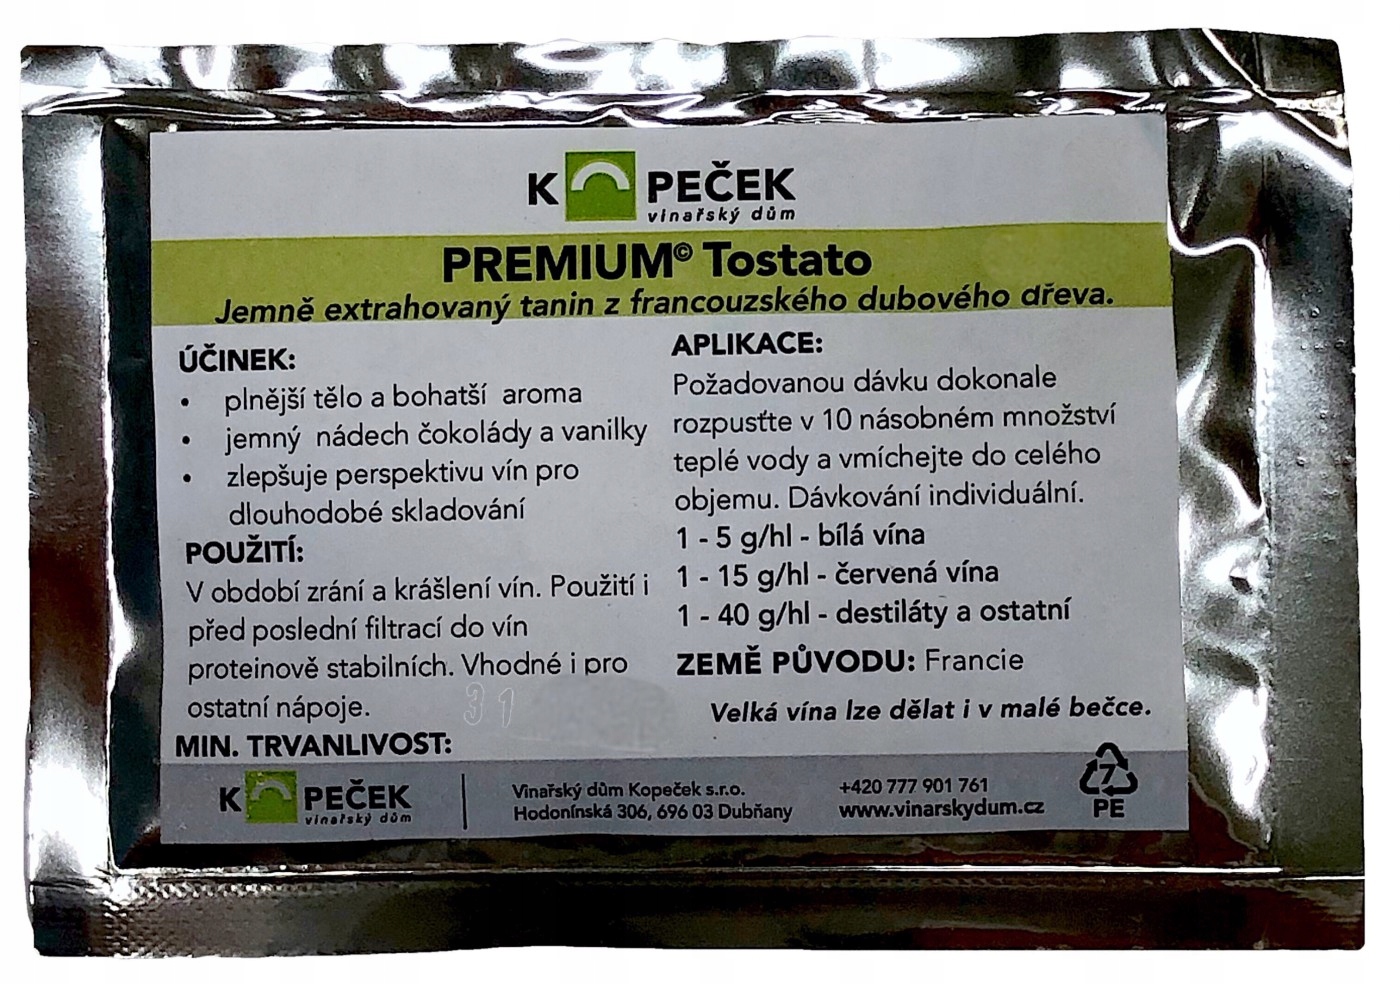 K PEČEK
vinařský dům
PREMIUM© Tostato
Jemně extrahovaný tanin z francouzského dubového dřeva.
ÚČINEK:
• plnější tělo a bohatší aroma
• jemný nádech čokolády a vanilky
• zlepšuje perspektivu vín pro
dlouhodobé skladování
POUŽITÍ:
V období zrání a krášlení vín. Použití i
před poslední filtrací do vín
proteinově stabilních. Vhodné i pro
ostatní nápoje.
31
MIN. TRVANLIVOST:
APLIKACE:
Požadovanou dávku dokonale
rozpusťte v 10 násobném množství
teplé vody a vmíchejte do celého
objemu. Dávkování individuální.
1 - 5 g/hl - bílá vína
1 - 15 g/hl - červená vína
1 - 40 g/hl - destiláty a ostatní
ZEMĚ PŮVODU: Francie
Velká vína lze dělat i v malé bečce.
K PEČEK
vinařský dům
Vinařský dům Kopeček s.r.o.
Hodonínská 306, 696 03 Dubňany
+420 777 901 761
www.vinarskydum.cz
7
PE